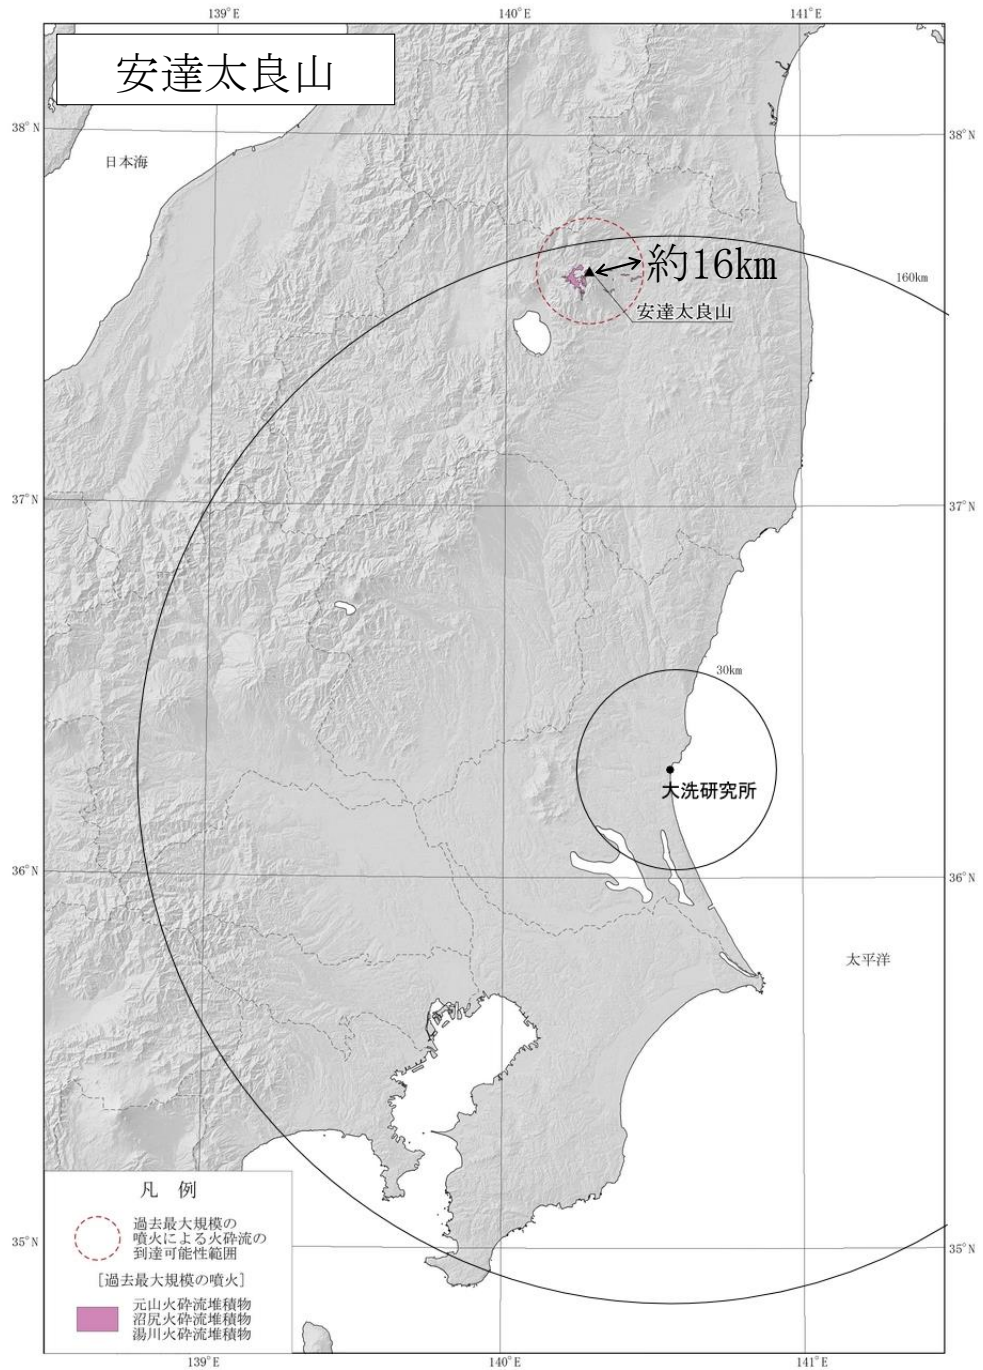 139°E
140°E
141°E
安達太良山
38°N
38°N
日本海
約16km
160km
安達太良山
37°N
37°N
30km
大洗研究所
36°N
36°N
太平洋
凡 例
過去最大規模の
噴火による火砕流の
到達可能性範囲
[過去最大規模の噴火]
元山火砕流堆積物
沼尻火砕流堆積物
湯川火砕流堆積物
35°N
35°N
139°E
140°E
141°E